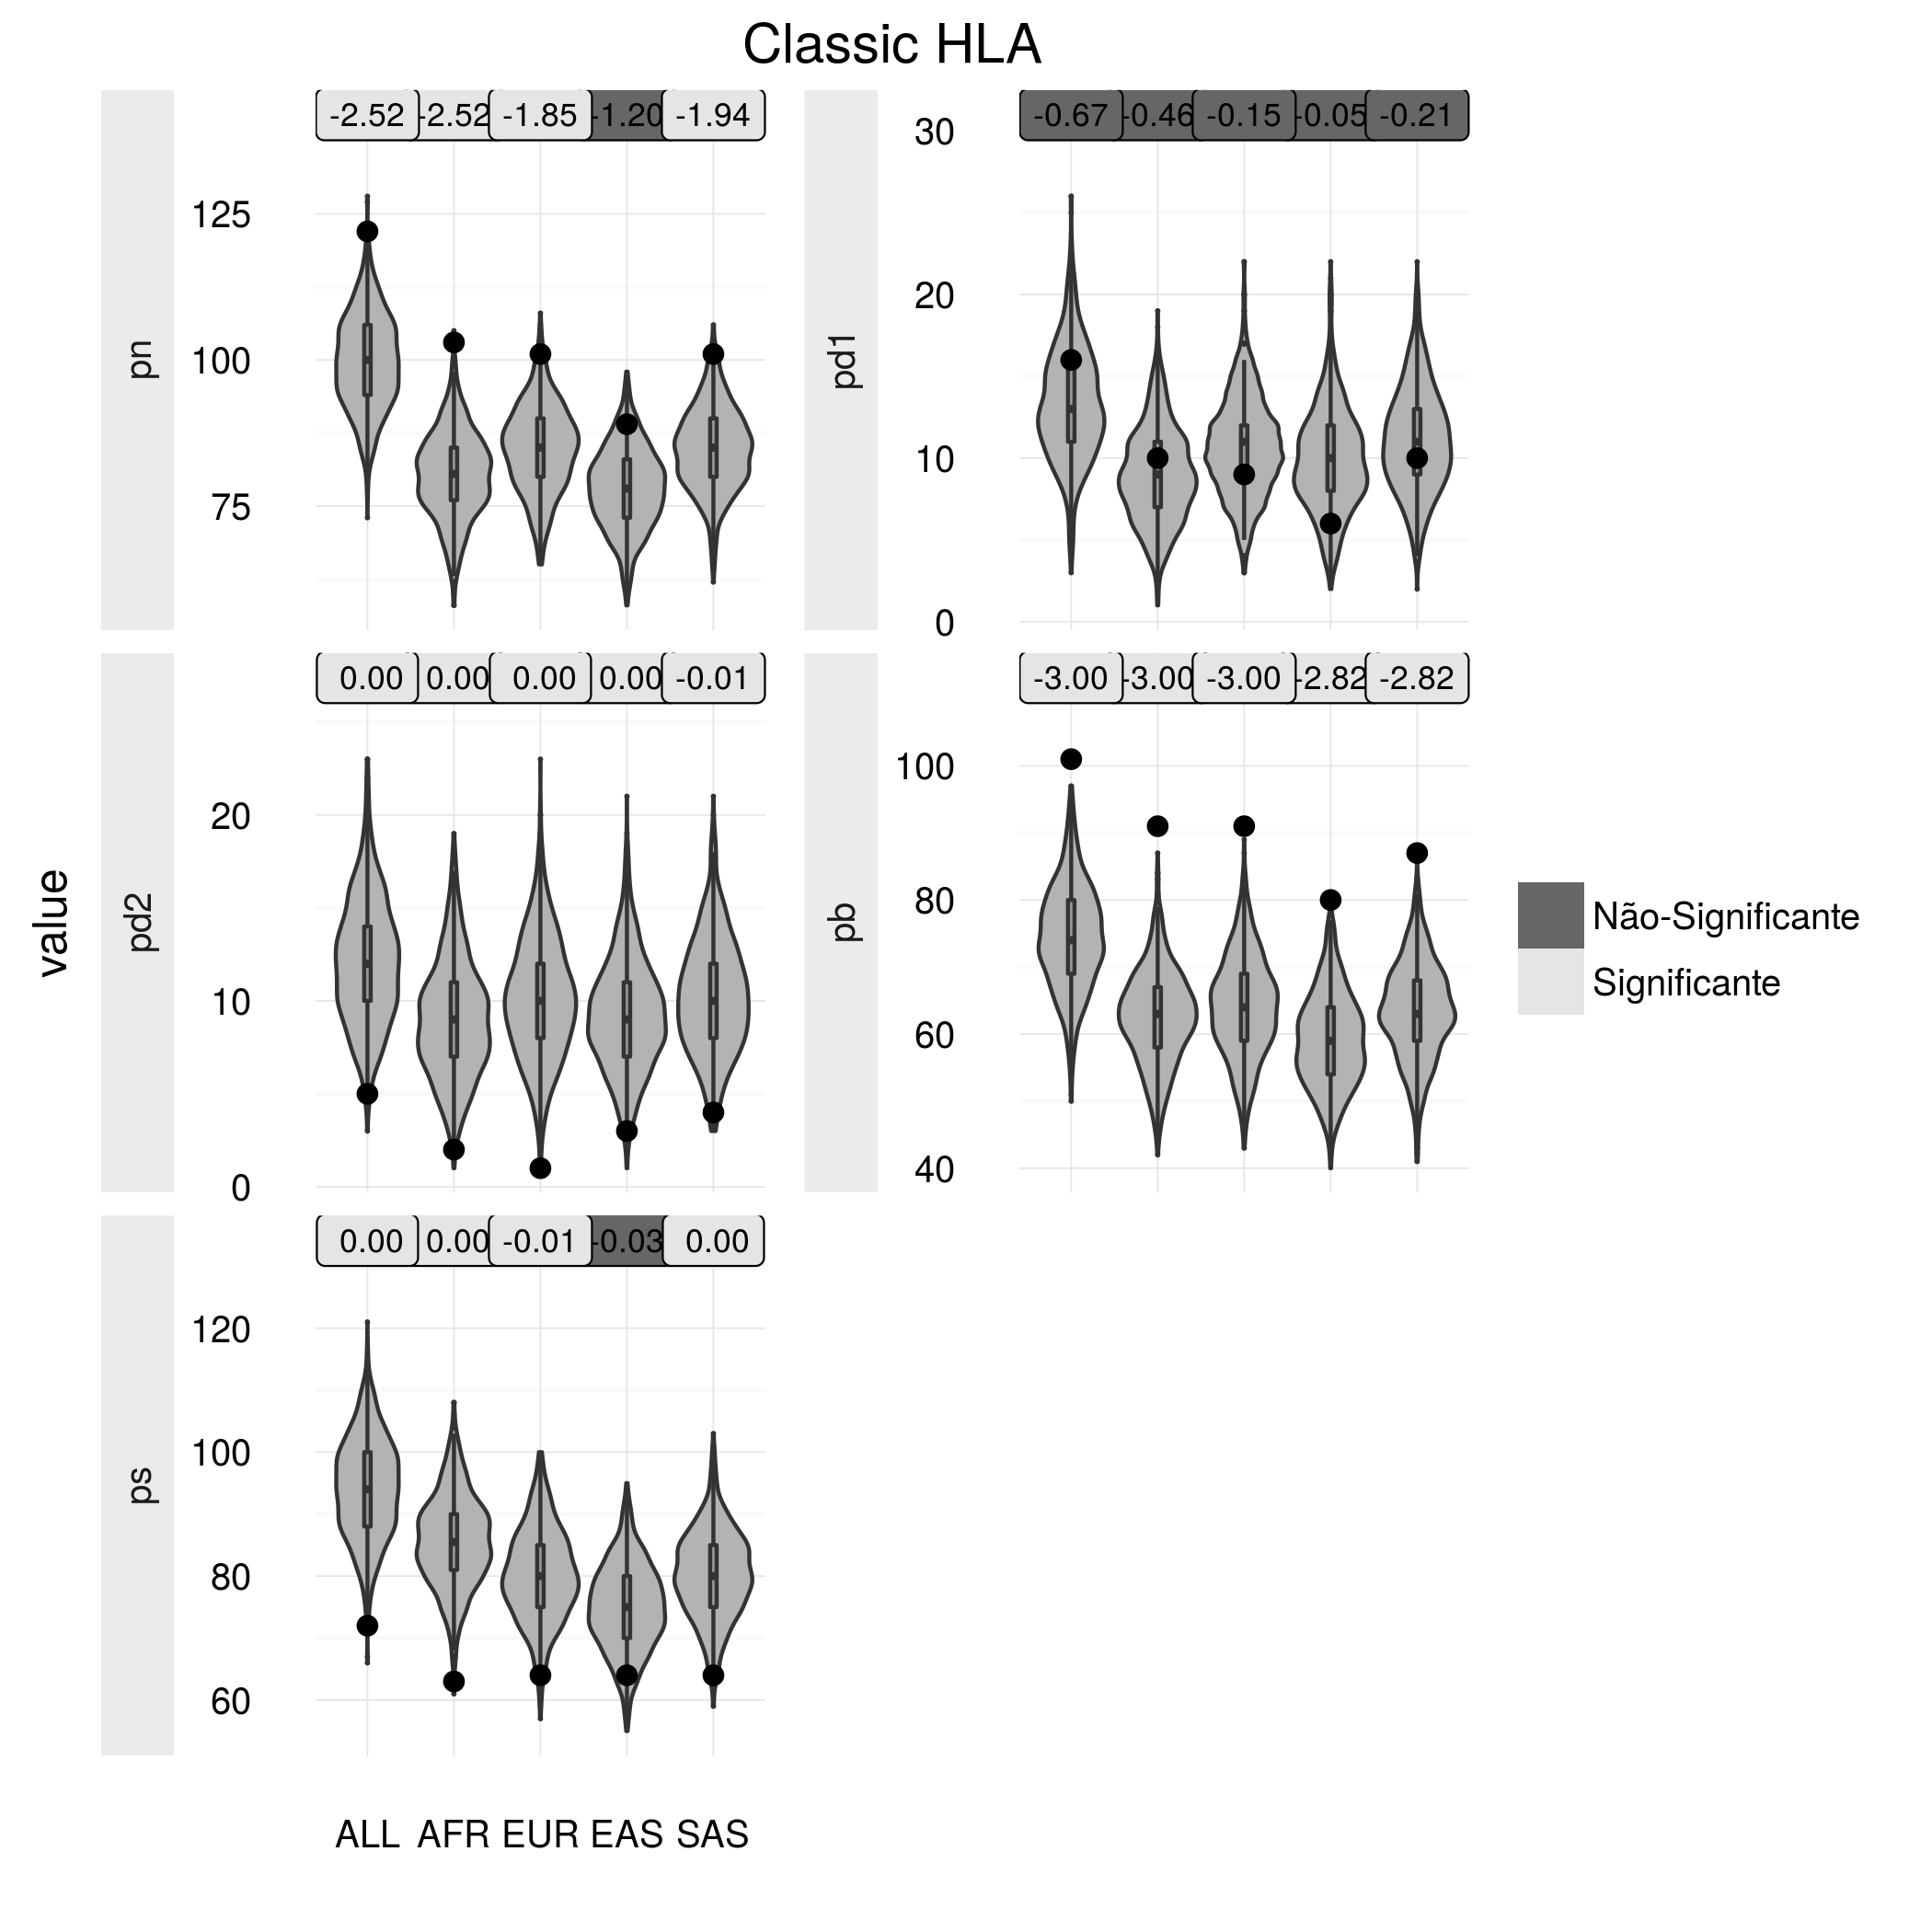 Classic HLA
value
pn
-2.52 -2.52 -1.85 -1.20 -1.94
125
100
75
pd1
-0.67 -0.46 -0.15 -0.05 -0.21
30
20
10
0
pd2
0.00 0.00 0.00 0.00 -0.01
20
10
0
pb
-3.00 -3.00 -3.00 -2.82 -2.82
100
80
60
40
ps
0.00 0.00 -0.01 -0.03 0.00
120
100
80
60
ALL AFR EUR EAS SAS
Não-Significante
Significante